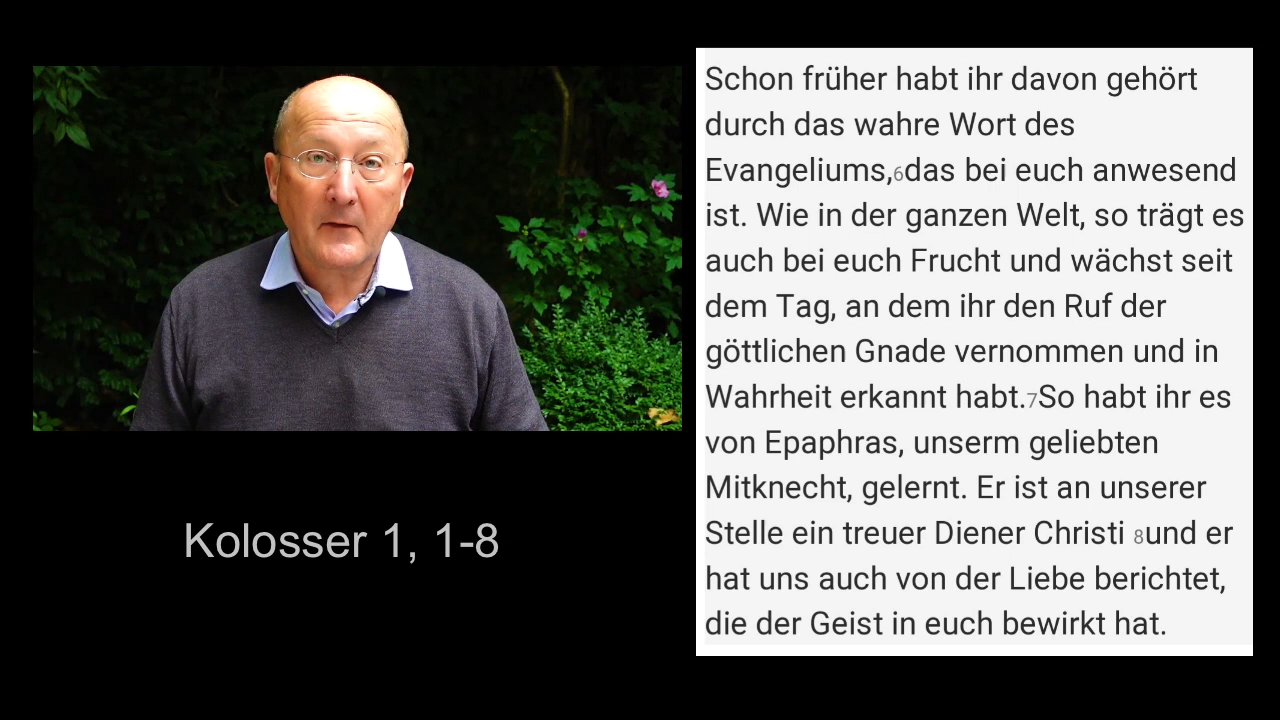 Schon früher habt ihr davon gehört
durch das wahre Wort des
Evangeliums,6das bei euch anwesend
ist. Wie in der ganzen Welt, so trägt es
auch bei euch Frucht und wächst seit
dem Tag, an dem ihr den Ruf der
göttlichen Gnade vernommen und in
Wahrheit erkannt habt.7So habt ihr es
von Epaphras, unserm geliebten
Mitknecht, gelernt. Er ist an unserer
Stelle ein treuer Diener Christi 8und er
hat uns auch von der Liebe berichtet,
die der Geist in euch bewirkt hat.
Kolosser 1, 1-8